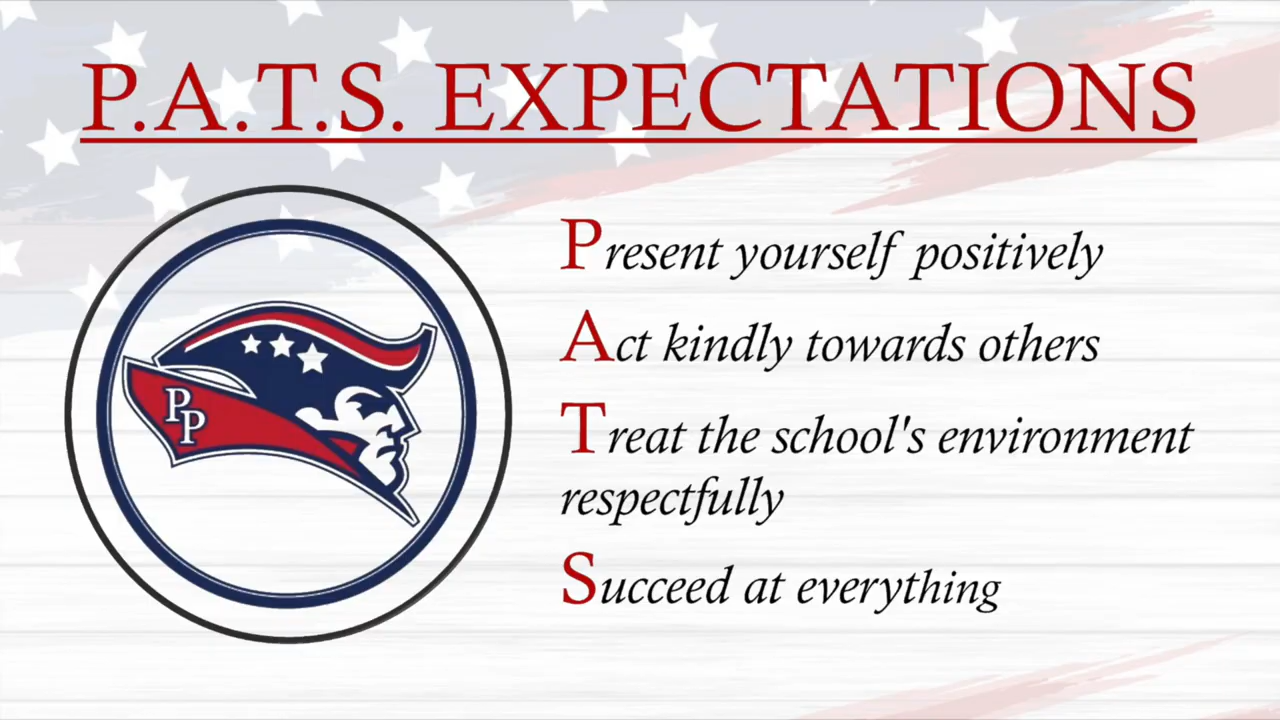 P.A.T.S. EXPECTATIONS
Present yourself positively
Act kindly towards others
Treat the school's environment
respectfully
Succeed at everything
PP